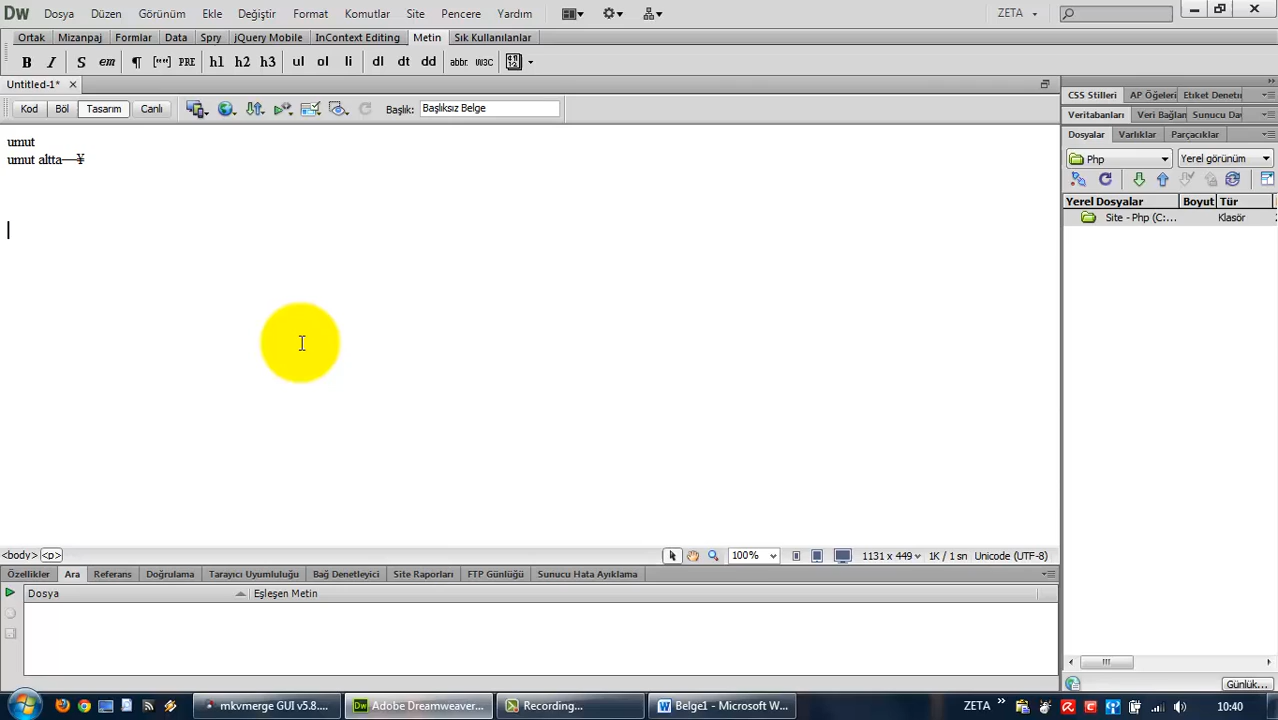 Dw Dosya Düzen Görünüm Ekle Değiştir Format Komutlar Site Pencere Yardım ZETA
Ortak Mizanpaj Formlar Data Spry jQuery Mobile InContext Editing Metin Sık Kullanılanlar
B I S em ¶ [""] PRE h1 h2 h3 ul ol li dl dt dd abbr. W3C
Untitled-1*
Kod Böl Tasarım Canlı Başlık: Başlıksız Belge
umut
umut altta—¥
CSS Stilleri AP Öğeleri Etiket Denetim
Veritabanları Veri Bağlan Sunucu Da
Dosyalar Varlıklar Parçacıklar
Php Yerel görünüm
Yerel Dosyalar Boyut Tür
Site - Php (C:... Klasör
<body> <p> 100% 1131 x 449 1K / 1 sn Unicode (UTF-8)
Özellikler Ara Referans Doğrulama Tarayıcı Uyumluluğu Bağ Denetleyici Site Raporları FTP Günlüğü Sunucu Hata Ayıklama
Dosya Eşleşen Metin
Günlük...
mkvmerge GUI v5.8.... Adobe Dreamweaver... Recording... Belge1 - Microsoft W... ZETA 10:40